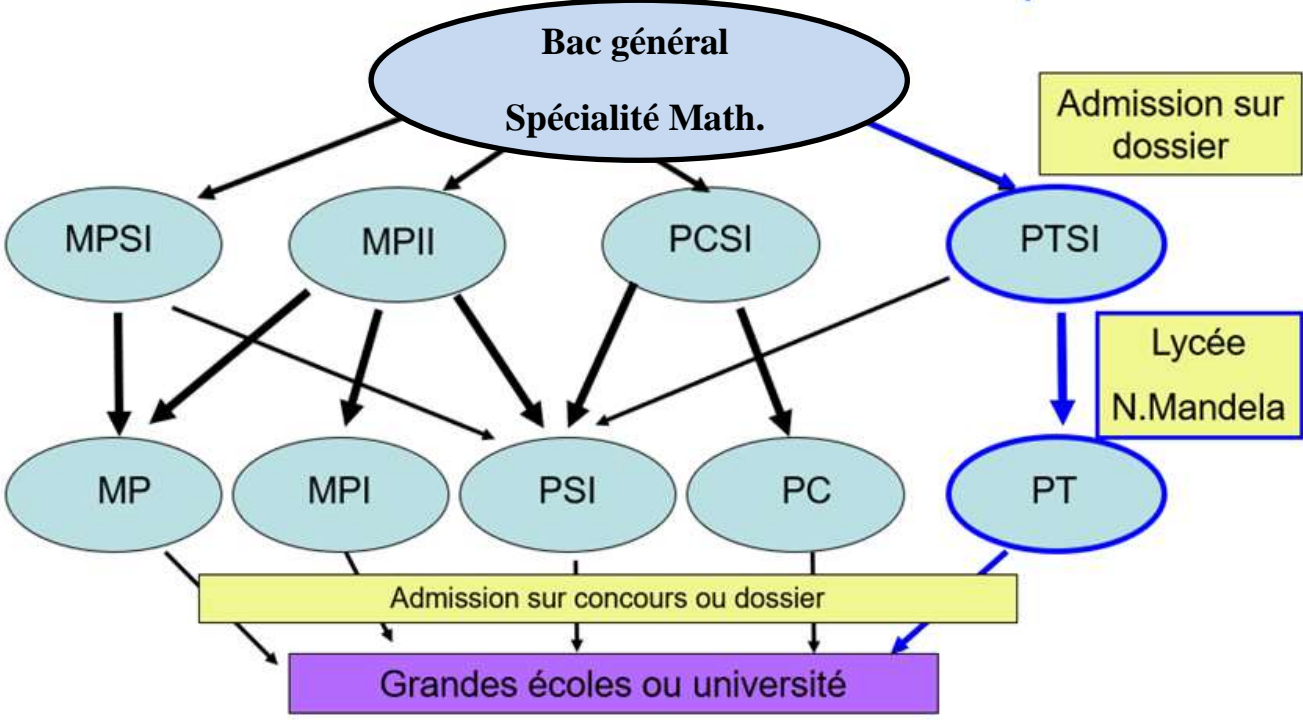 Bac général
Spécialité Math.
Admission sur
dossier
MPSI
MPII
PCSI
PTSI
Lycée
N.Mandela
MP
MPI
PSI
PC
PT
Admission sur concours ou dossier
Grandes écoles ou université